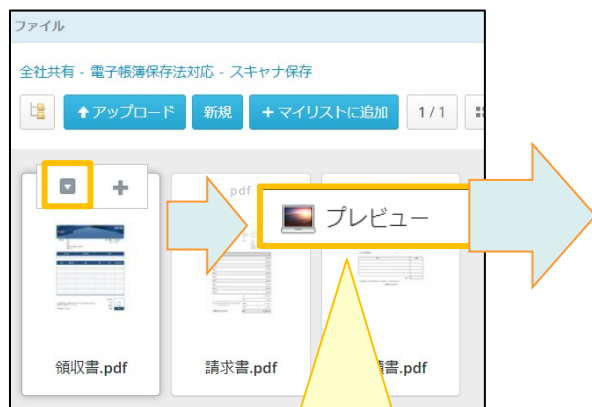 ファイル
全社共有 - 電子帳簿保存法対応 - スキャナ保存
アップロード 新規 + マイリストに追加 1 / 1
pdf
プレビュー
領収書.pdf 請求書.pdf 書.pdf